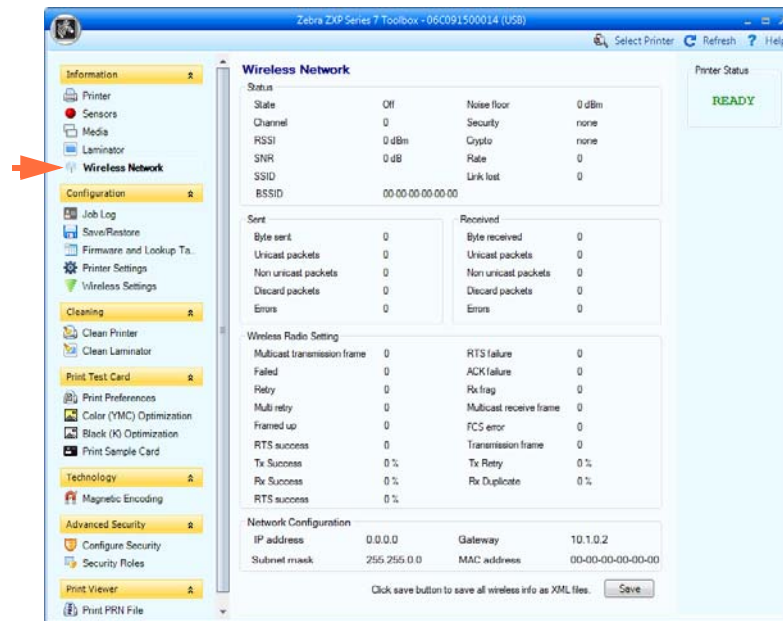 Zebra ZXP Series 7 Toolbox - 06C091500014 (USB)
Select Printer Refresh ? Help
Information
Printer
Sensors
Media
Laminator
Wireless Network
Configuration
Job Log
Save/Restore
Firmware and Lookup Ta..
Printer Settings
Wireless Settings
Cleaning
Clean Printer
Clean Laminator
Print Test Card
Print Preferences
Color (YMC) Optimization
Black (K) Optimization
Print Sample Card
Technology
Magnetic Encoding
Advanced Security
Configure Security
Security Roles
Print Viewer
Print PRN File
Wireless Network
Status
State Off Noise floor 0 dBm
Channel 0 Security none
RSSI 0 dBm Crypto none
SNR 0 dB Rate 0
SSID Link lost 0
BSSID 00-00-00-00-00-00
Sent
Byte sent 0
Unicast packets 0
Non unicast packets 0
Discard packets 0
Errors 0
Received
Byte received 0
Unicast packets 0
Non unicast packets 0
Discard packets 0
Errors 0
Wireless Radio Setting
Multicast transmission frame 0 RTS failure 0
Failed 0 ACK failure 0
Retry 0 Rx frag 0
Multi retry 0 Multicast receive frame 0
Framed up 0 FCS error 0
RTS success 0 Transmission frame 0
Tx Success 0 % Tx Retry 0 %
Rx Success 0 % Rx Duplicate 0 %
RTS success 0 %
Network Configuration
IP address 0.0.0.0 Gateway 10.1.0.2
Subnet mask 255.255.0.0 MAC address 00-00-00-00-00-00
Click save button to save all wireless info as XML files. Save
Printer Status
READY